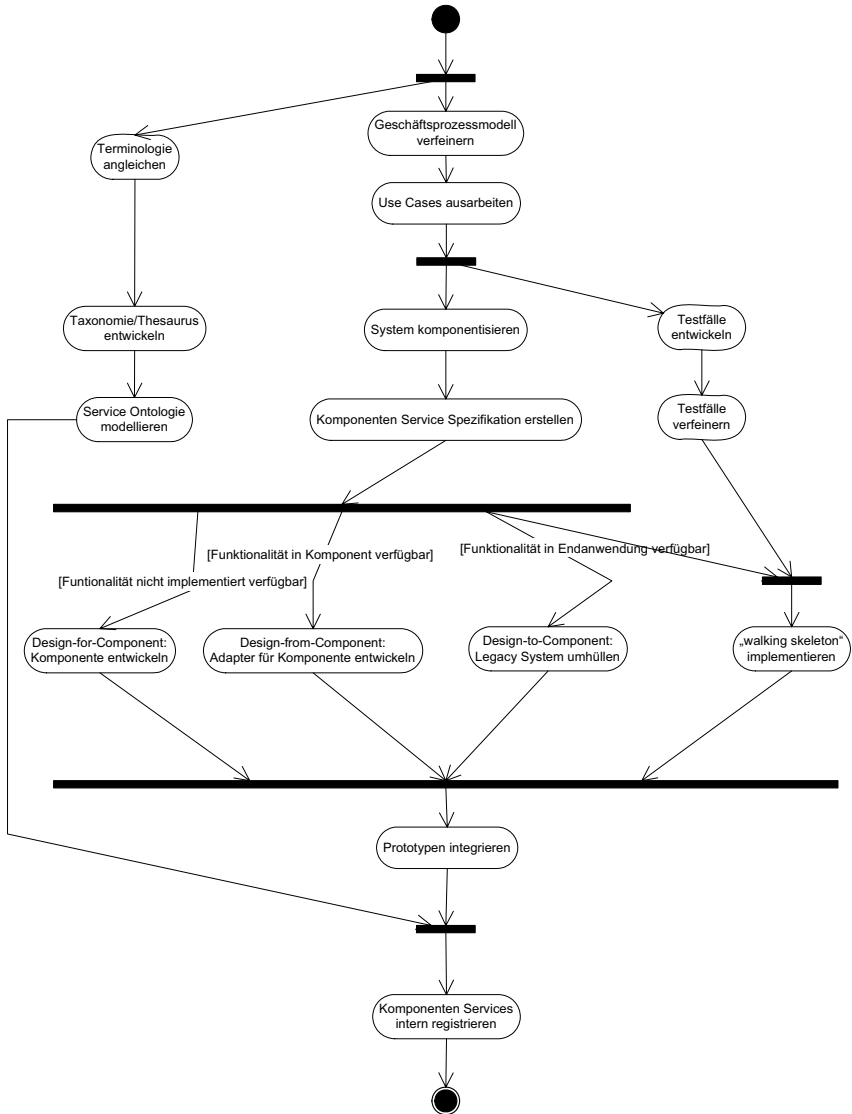 Geschäftsprozessmodell
verfeinern
Terminologie
angleichen
Use Cases ausarbeiten
Taxonomie/Thesaurus
entwickeln
System komponentisieren
Testfälle
entwickeln
Service Ontologie
modellieren
Komponenten Service Spezifikation erstellen
Testfälle
verfeinern
[Funktionalität in Komponent verfügbar]
[Funktionalität in Endanwendung verfügbar]
[Funtionalität nicht implementiert verfügbar]
Design-for-Component:
Komponente entwickeln
Design-from-Component:
Adapter für Komponente entwickeln
Design-to-Component:
Legacy System umhüllen
„walking skeleton“
implementieren
Prototypen integrieren
Komponenten Services
intern registrieren